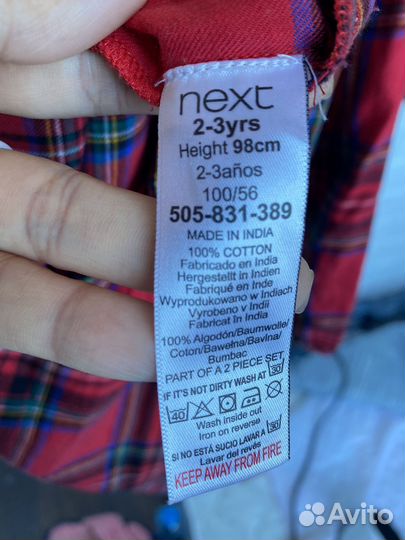 next
2-3yrs
Height 98cm
2-3años
100/56
505-831-389
MADE IN INDIA
100% COTTON
Fabricado en India
Hergestellt in Indien
Fabriqué en Inde
Wyprodukowano w Indiach
Vyrobeno v Indii
Fabricat în India
100% Algodón/Baumwolle/
Coton/Bawełna/Bavlna/
Bumbac
PART OF A 2 PIECE SET
IF IT'S NOT DIRTY WASH AT 30
40
Wash inside out
Iron on reverse
SI NO ESTÁ SUCIO LAVAR A 30
Lavar del revés
KEEP AWAY FROM FIRE
Avito